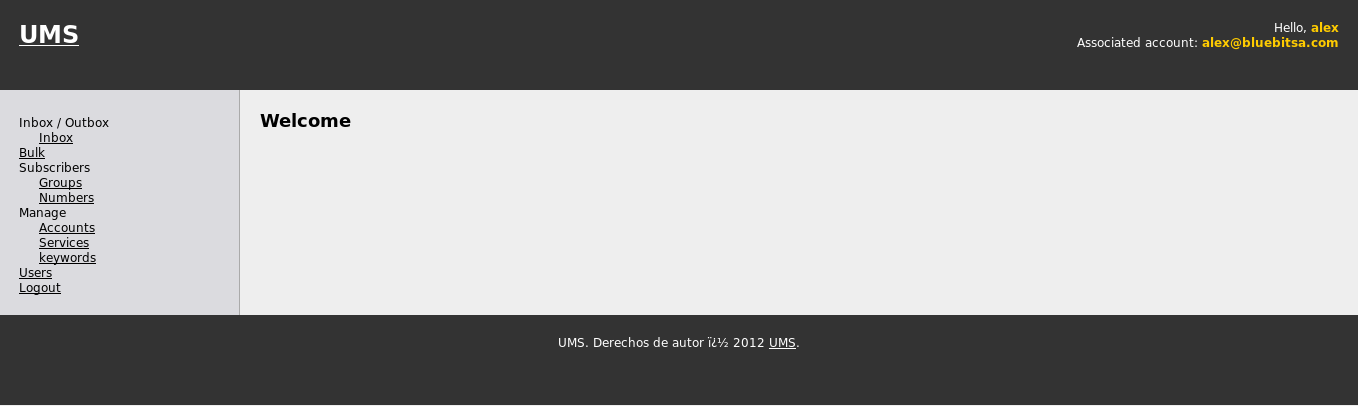 UMS
Hello, alex
Associated account: alex@bluebitsa.com
Inbox / Outbox
Inbox
Bulk
Subscribers
Groups
Numbers
Manage
Accounts
Services
keywords
Users
Logout
Welcome
UMS. Derechos de autor ï¿½ 2012 UMS.